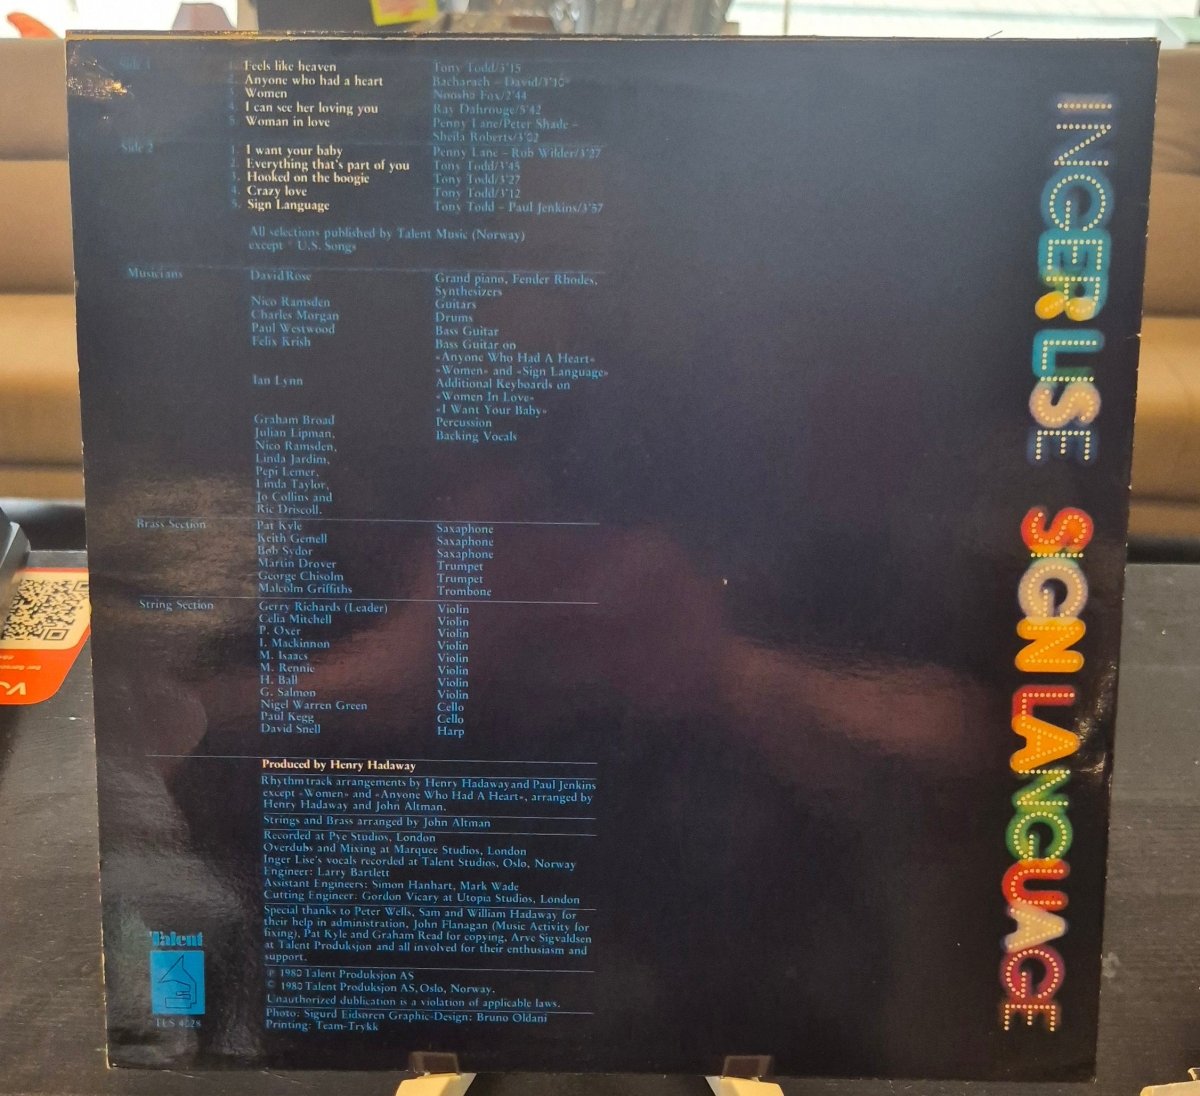 Side 1
1. Feels like heaven Tony Todd/3'15
2. Anyone who had a heart Bacharach – David/3'10*
3. Women Noosha Fox/2'44
4. I can see her loving you Ray Dahrouge/5'42
5. Woman in love Penny Lane/Peter Shade –
Sheila Roberts/3'02
Side 2
1. I want your baby Penny Lane – Rob Wilder/3'27
2. Everything that's part of you Tony Todd/3'45
3. Hooked on the boogie Tony Todd/3'27
4. Crazy love Tony Todd/3'12
5. Sign Language Tony Todd – Paul Jenkins/3'57
All selections published by Talent Music (Norway)
except * U.S. Songs
Musicians David Rose Grand piano, Fender Rhodes,
Synthesizers
Nico Ramsden Guitars
Charles Morgan Drums
Paul Westwood Bass Guitar
Felix Krish Bass Guitar on
«Anyone Who Had A Heart»
«Women» and «Sign Language»
Ian Lynn Additional Keyboards on
«Women In Love»
«I Want Your Baby»
Graham Broad Percussion
Julian Lipman, Backing Vocals
Nico Ramsden,
Linda Jardim,
Pepi Lemer,
Linda Taylor,
Jo Collins and
Ric Driscoll.
Brass Section Pat Kyle Saxaphone
Keith Gemell Saxaphone
Bob Sydor Saxaphone
Martin Drover Trumpet
George Chisolm Trumpet
Malcolm Griffiths Trombone
String Section Gerry Richards (Leader) Violin
Celia Mitchell Violin
P. Oxer Violin
I. Mackinnon Violin
M. Isaacs Violin
M. Rennie Violin
H. Ball Violin
G. Salmon Violin
Nigel Warren Green Cello
Paul Kegg Cello
David Snell Harp
Produced by Henry Hadaway
Rhythm track arrangements by Henry Hadaway and Paul Jenkins
except «Women» and «Anyone Who Had A Heart», arranged by
Henry Hadaway and John Altman.
Strings and Brass arranged by John Altman
Recorded at Pye Studios, London
Overdubs and Mixing at Marquee Studios, London
Inger Lise's vocals recorded at Talent Studios, Oslo, Norway
Engineer: Larry Bartlett
Assistant Engineers: Simon Hanhart, Mark Wade
Cutting Engineer: Gordon Vicary at Utopia Studios, London
Special thanks to Peter Wells, Sam and William Hadaway for
their help in administration, John Flanagan (Music Activity for
fixing), Pat Kyle and Graham Read for copying, Arve Sigvaldsen
at Talent Produksjon and all involved for their enthusiasm and
support.
℗ 1980 Talent Produksjon AS
© 1980 Talent Produksjon AS, Oslo, Norway.
Unauthorized dublication is a violation of applicable laws.
Photo: Sigurd Eidsøren Graphic-Design: Bruno Oldani
Printing: Team-Trykk
Talent
TLS 4028
INGER LISE SIGN LANGUAGE